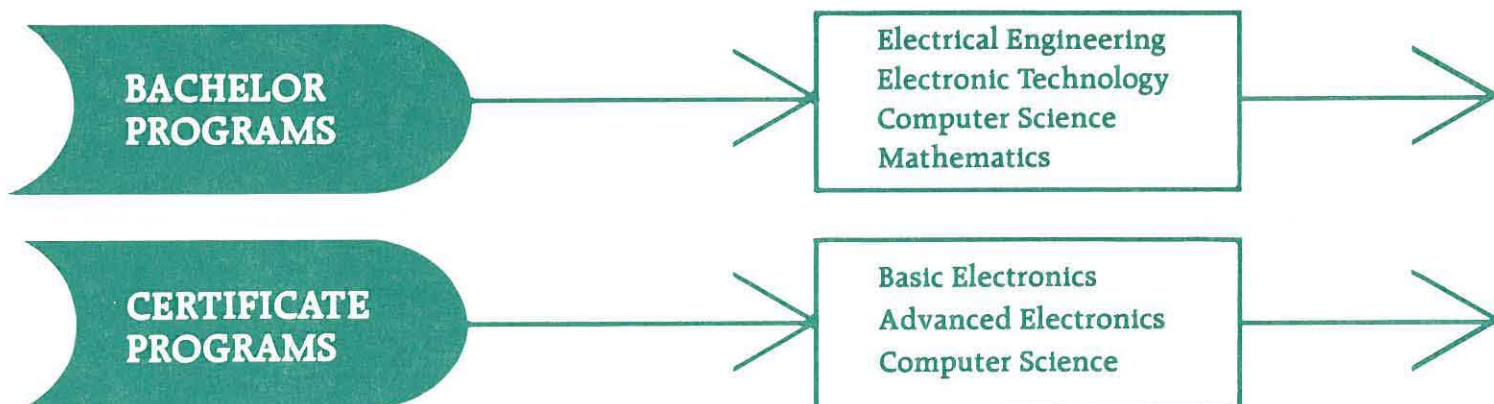 BACHELOR
PROGRAMS
Electrical Engineering
Electronic Technology
Computer Science
Mathematics
CERTIFICATE
PROGRAMS
Basic Electronics
Advanced Electronics
Computer Science